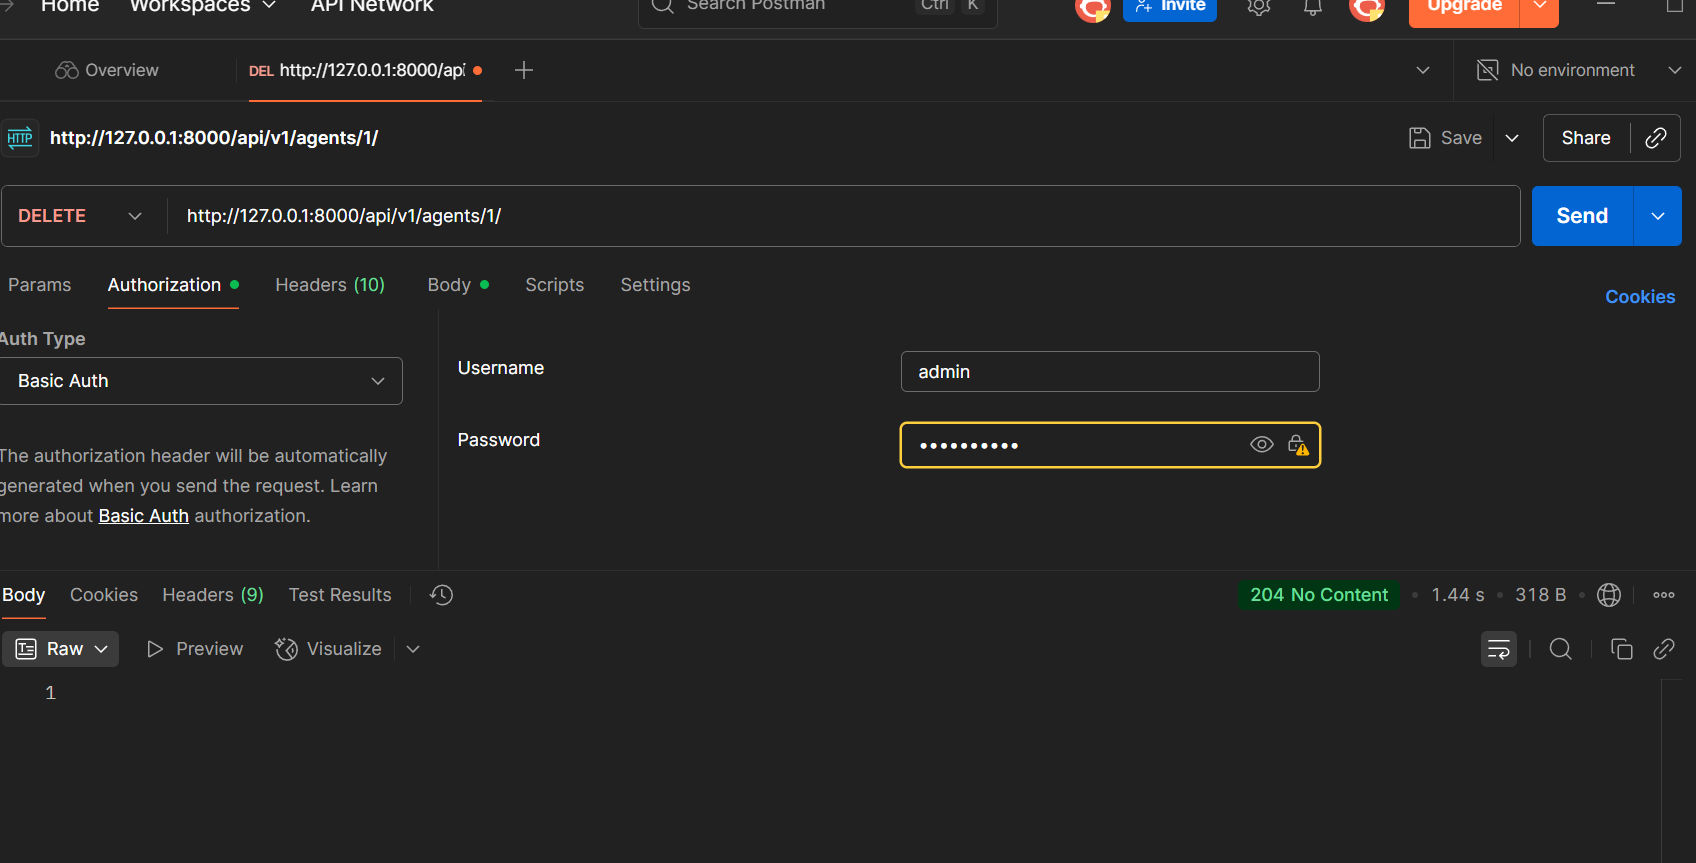 Home Workspaces API Network Search Postman Ctrl K Invite Upgrade
Overview DEL http://127.0.0.1:8000/api No environment
HTTP http://127.0.0.1:8000/api/v1/agents/1/ Save Share
DELETE http://127.0.0.1:8000/api/v1/agents/1/ Send
Params Authorization Headers (10) Body Scripts Settings Cookies
Auth Type
Basic Auth
The authorization header will be automatically
generated when you send the request. Learn
more about Basic Auth authorization.
Username admin
Password ••••••••••
Body Cookies Headers (9) Test Results 204 No Content 1.44 s 318 B
Raw Preview Visualize
1